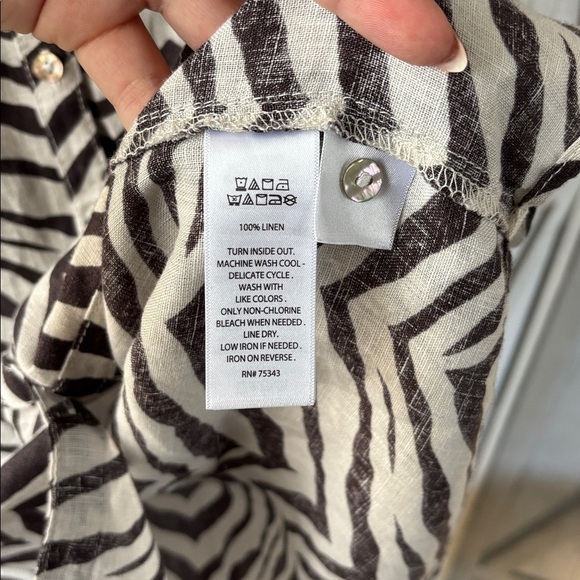 100% LINEN
TURN INSIDE OUT.
MACHINE WASH COOL -
DELICATE CYCLE .
WASH WITH
LIKE COLORS .
ONLY NON-CHLORINE
BLEACH WHEN NEEDED .
LINE DRY.
LOW IRON IF NEEDED .
IRON ON REVERSE .
RN# 75343